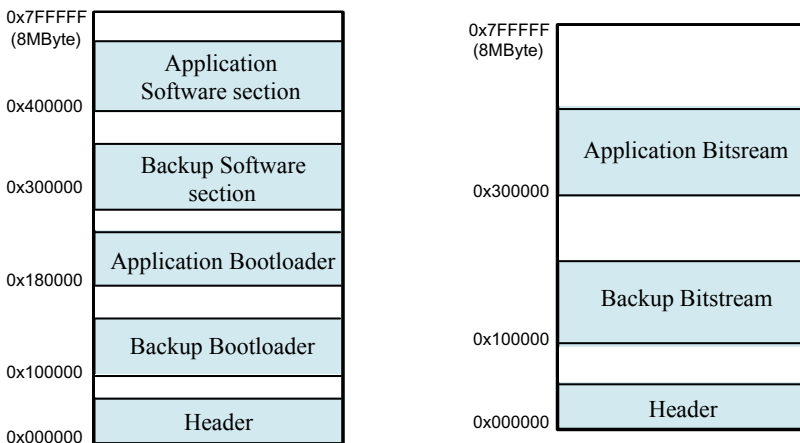 0x7FFFFF
(8MByte)
Application
Software section
0x400000
Backup Software
section
0x300000
Application Bootloader
0x180000
Backup Bootloader
0x100000
Header
0x000000
0x7FFFFF
(8MByte)
Application Bitsream
0x300000
Backup Bitstream
0x100000
Header
0x000000